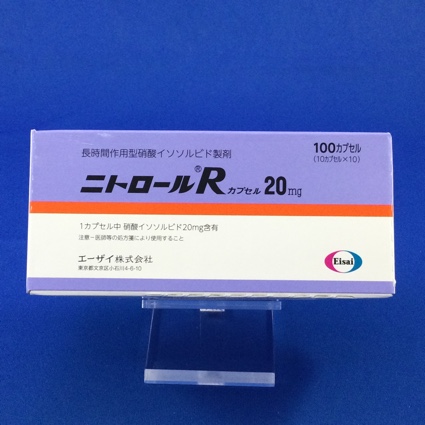 長時間作用型硝酸イソソルビド製剤
100カプセル
(10カプセル×10)
ニトロール®Rカプセル 20mg
1カプセル中 硝酸イソソルビド20mg含有
注意−医師等の処方箋により使用すること
エーザイ株式会社
東京都文京区小石川4-6-10
Eisai